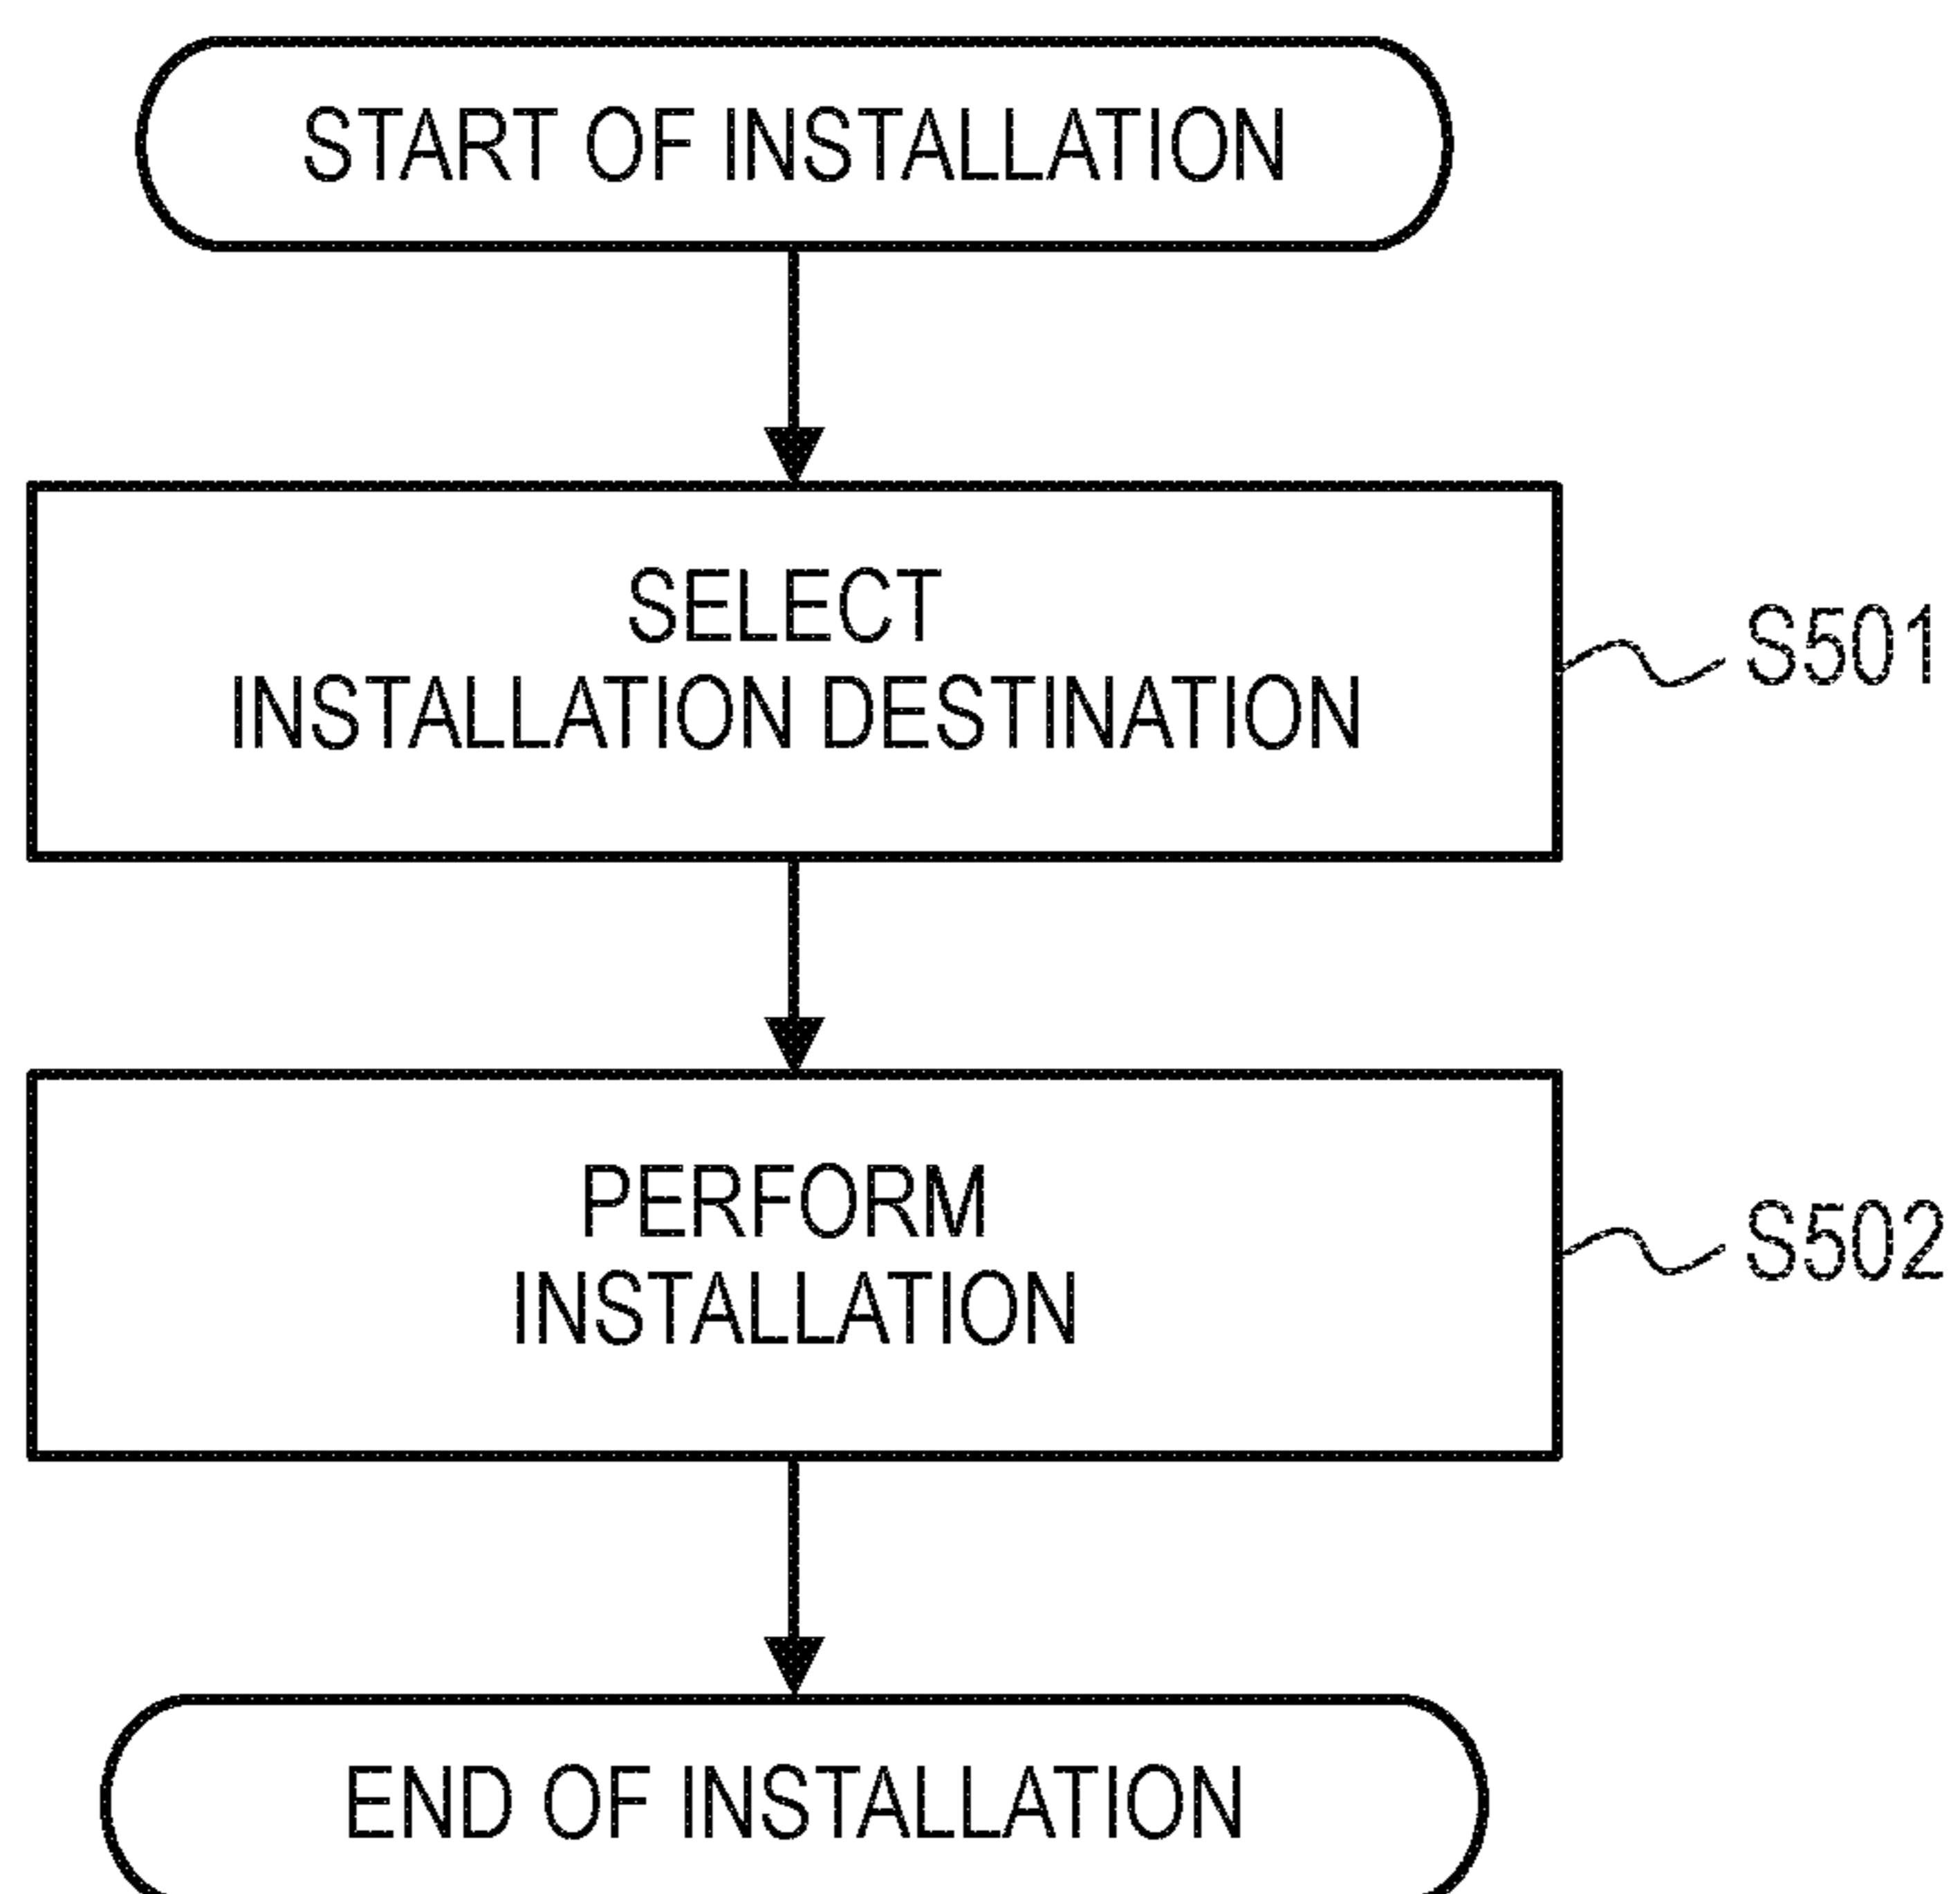 START OF INSTALLATION
SELECT
INSTALLATION DESTINATION
S501
PERFORM
INSTALLATION
S502
END OF INSTALLATION